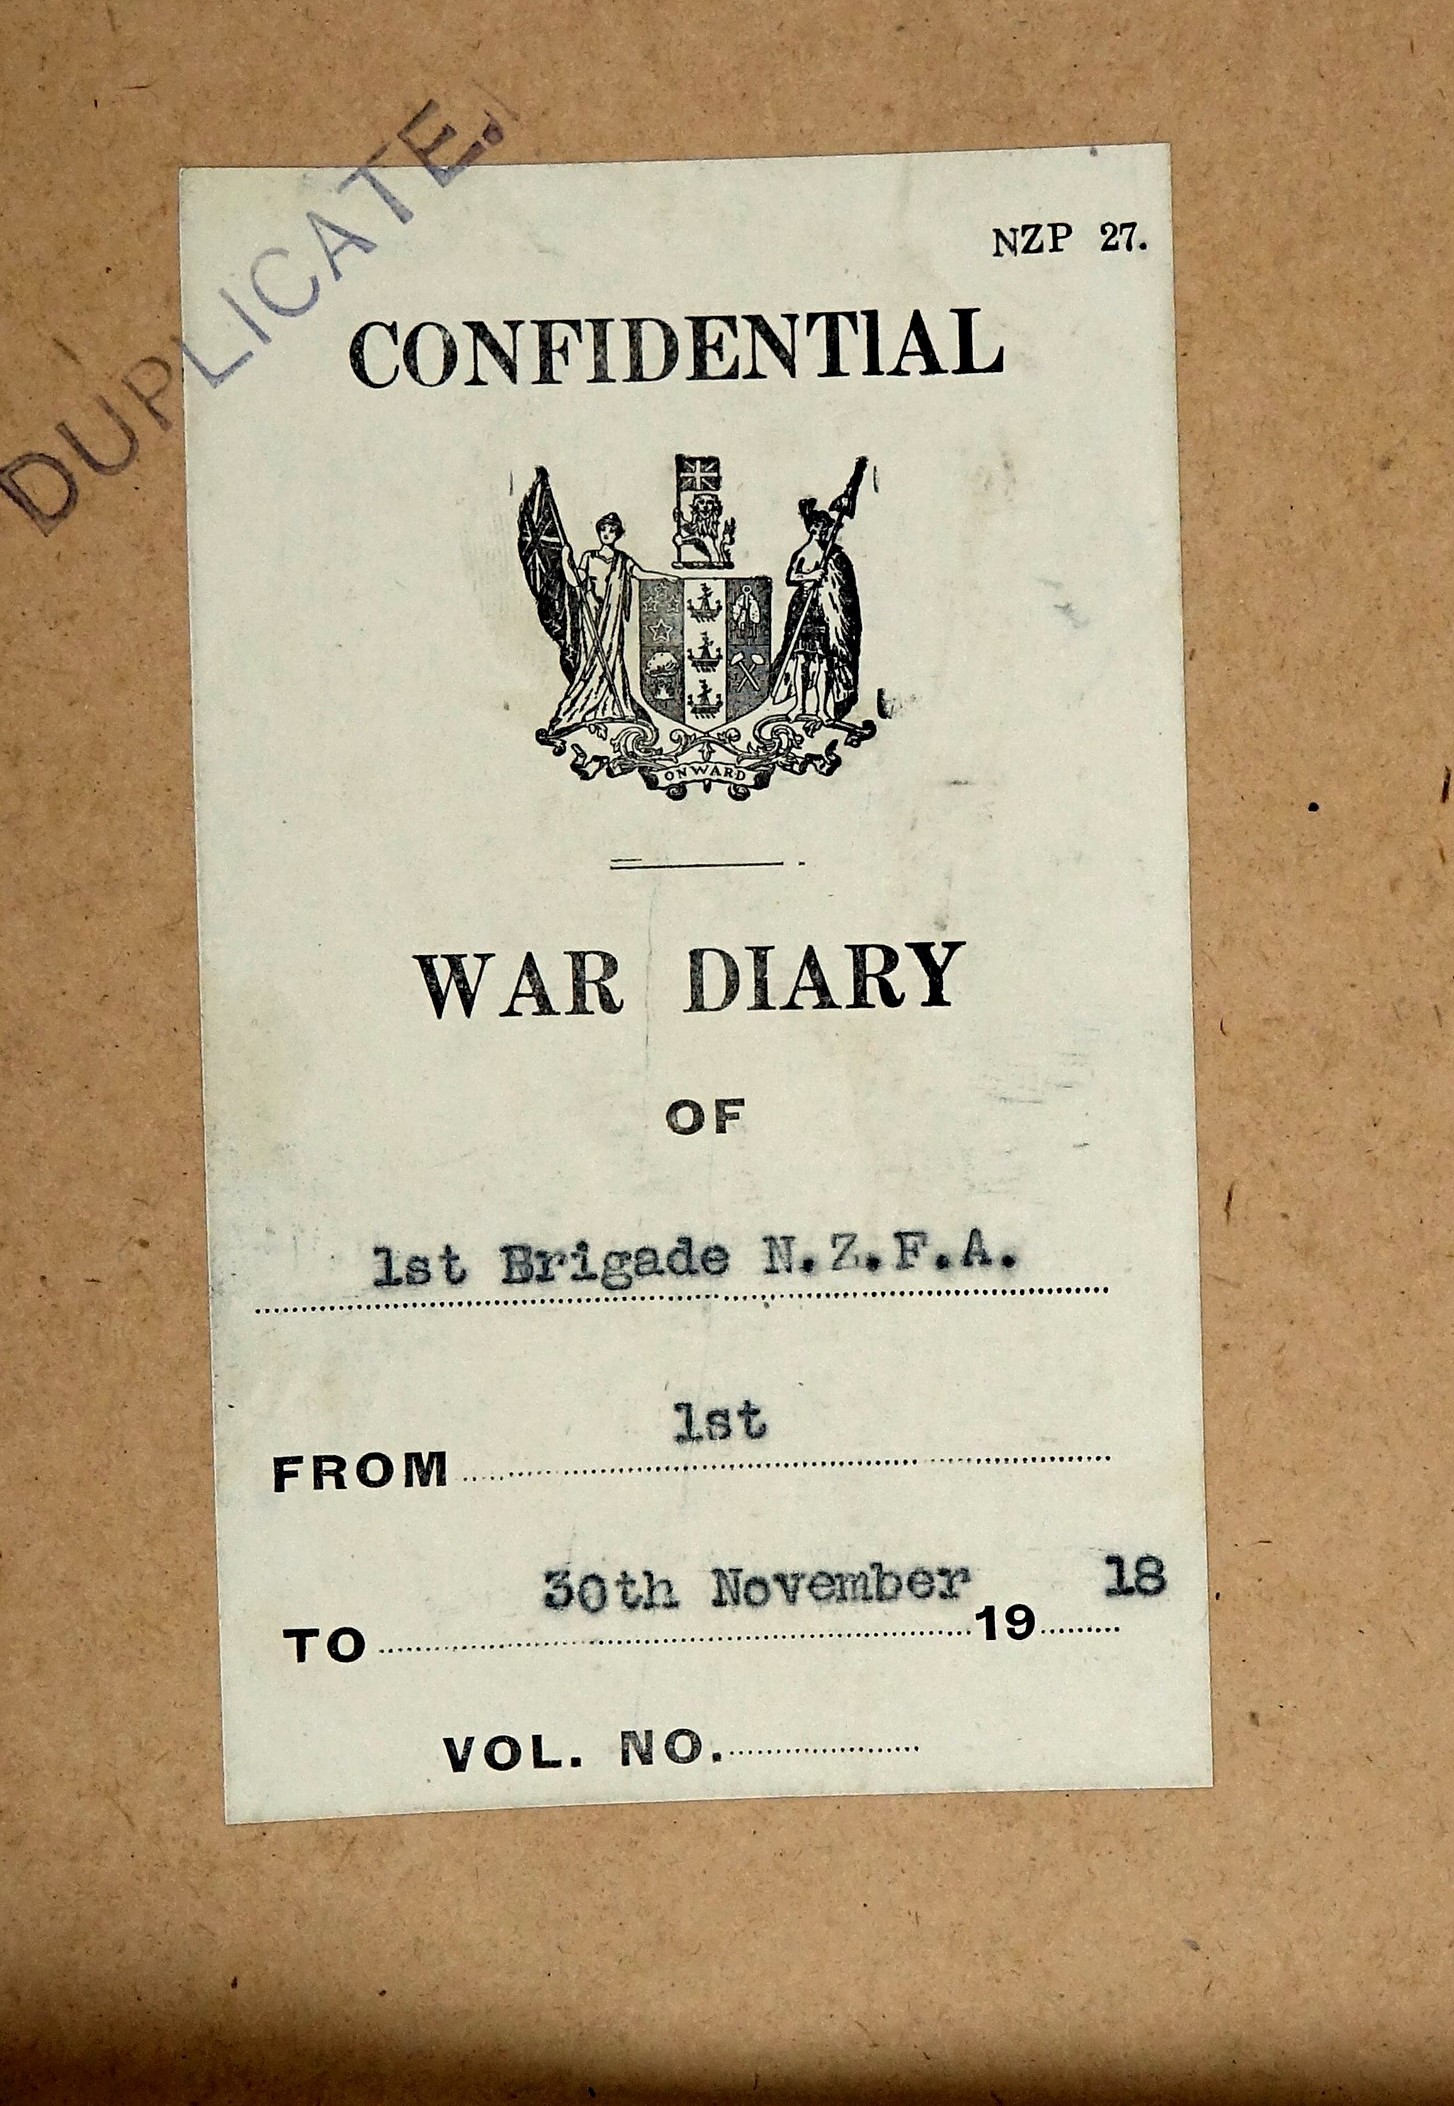 DUPLICATE.
NZP 27.
CONFIDENTIAL
ONWARD
WAR DIARY
OF
1st Brigade N.Z.F.A.
1st
FROM
30th November 18
TO 19
VOL. NO.